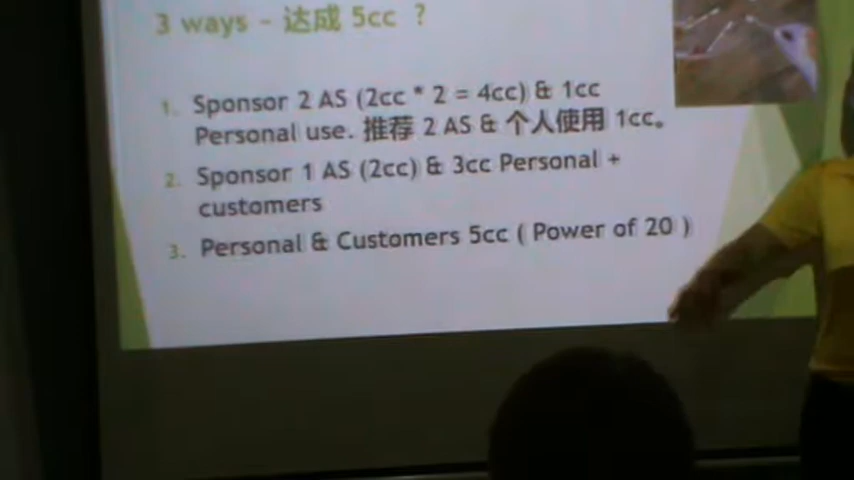 3 ways - 达成 5cc ?
1. Sponsor 2 AS (2cc * 2 = 4cc) & 1cc
Personal use. 推荐 2 AS & 个人使用 1cc。
2. Sponsor 1 AS (2cc) & 3cc Personal +
customers
3. Personal & Customers 5cc ( Power of 20 )